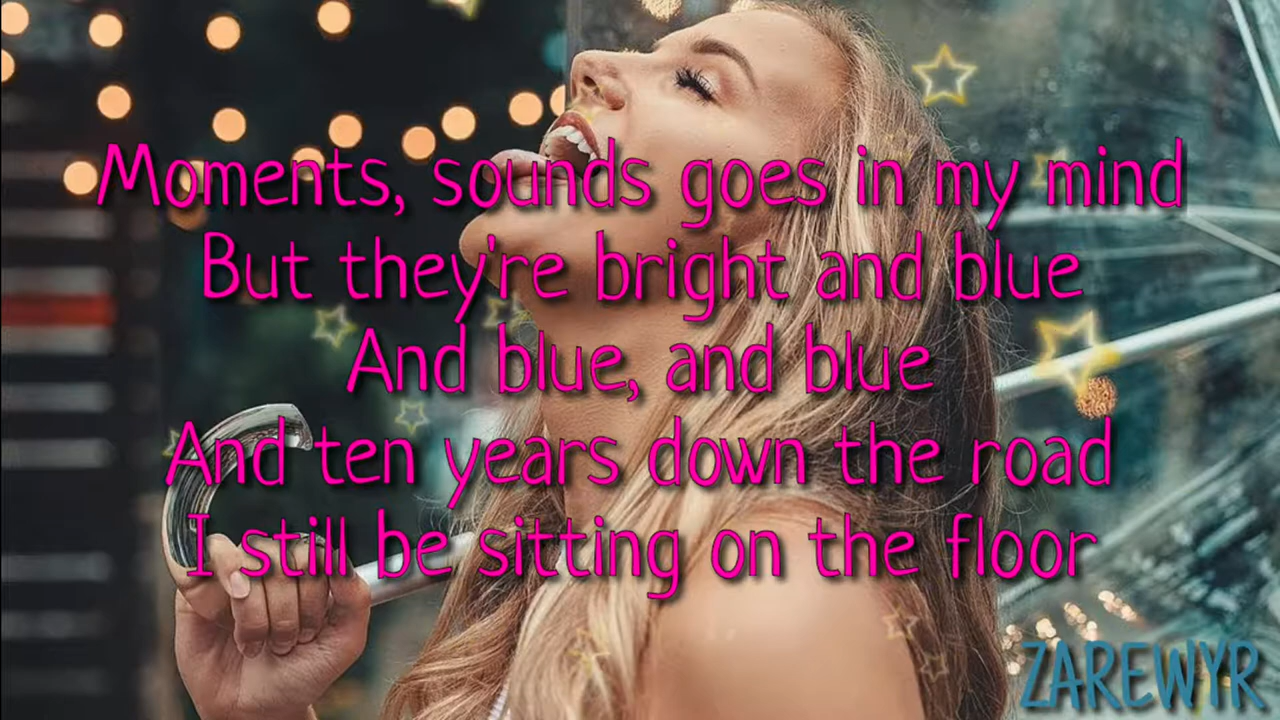 Moments, sounds goes in my mind
But they're bright and blue
And blue, and blue
And ten years down the road
I still be sitting on the floor
ZAREWYR